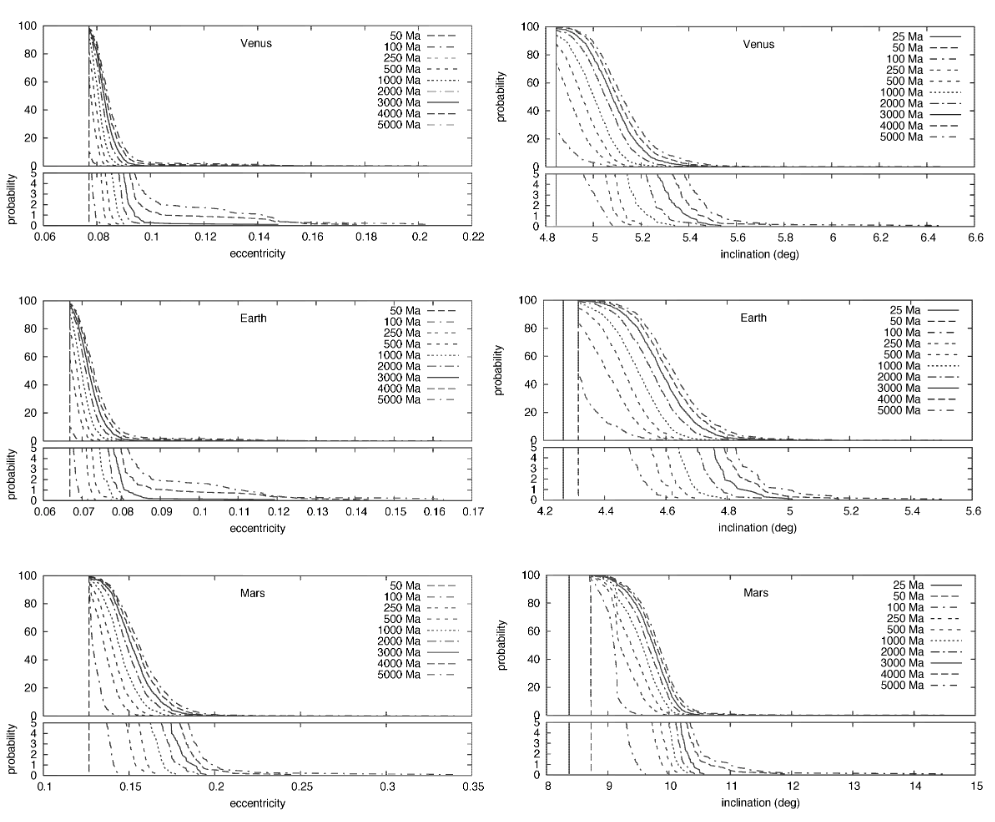 Venus
probability
100
80
60
40
20
0
50 Ma
100 Ma
250 Ma
500 Ma
1000 Ma
2000 Ma
3000 Ma
4000 Ma
5000 Ma
5
4
3
2
1
0
0.06 0.08 0.1 0.12 0.14 0.16 0.18 0.2 0.22
eccentricity
Venus
probability
100
80
60
40
20
0
25 Ma
50 Ma
100 Ma
250 Ma
500 Ma
1000 Ma
2000 Ma
3000 Ma
4000 Ma
5000 Ma
5
4
3
2
1
0
4.8 5 5.2 5.4 5.6 5.8 6 6.2 6.4 6.6
inclination (deg)
Earth
probability
100
80
60
40
20
0
50 Ma
100 Ma
250 Ma
500 Ma
1000 Ma
2000 Ma
3000 Ma
4000 Ma
5000 Ma
5
4
3
2
1
0
0.06 0.07 0.08 0.09 0.1 0.11 0.12 0.13 0.14 0.15 0.16 0.17
eccentricity
Earth
probability
100
80
60
40
20
0
25 Ma
50 Ma
100 Ma
250 Ma
500 Ma
1000 Ma
2000 Ma
3000 Ma
4000 Ma
5000 Ma
5
4
3
2
1
0
4.2 4.4 4.6 4.8 5 5.2 5.4 5.6
inclination (deg)
Mars
probability
100
80
60
40
20
0
50 Ma
100 Ma
250 Ma
500 Ma
1000 Ma
2000 Ma
3000 Ma
4000 Ma
5000 Ma
5
4
3
2
1
0
0.1 0.15 0.2 0.25 0.3 0.35
eccentricity
Mars
probability
100
80
60
40
20
0
25 Ma
50 Ma
100 Ma
250 Ma
500 Ma
1000 Ma
2000 Ma
3000 Ma
4000 Ma
5000 Ma
5
4
3
2
1
0
8 9 10 11 12 13 14 15
inclination (deg)